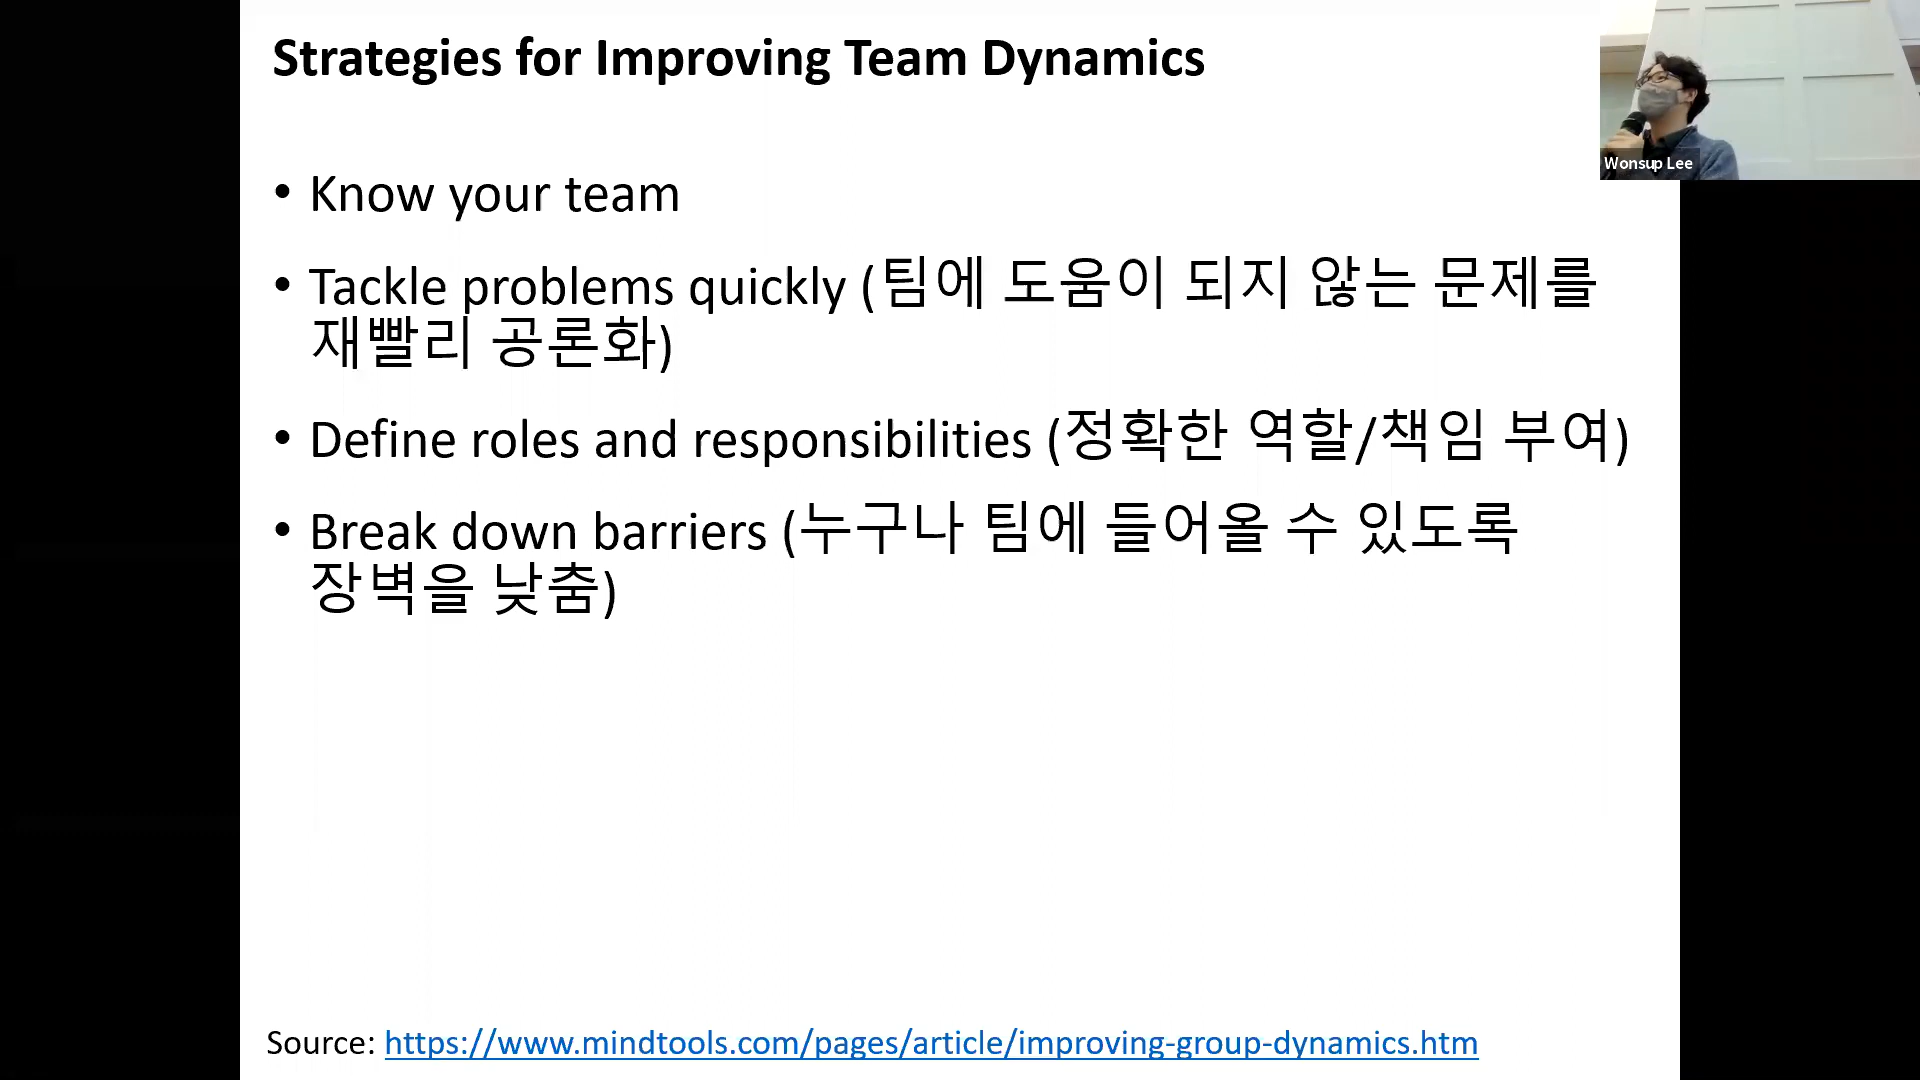 Strategies for Improving Team Dynamics
• Know your team
• Tackle problems quickly (팀에 도움이 되지 않는 문제를
재빨리 공론화)
• Define roles and responsibilities (정확한 역할/책임 부여)
• Break down barriers (누구나 팀에 들어올 수 있도록
장벽을 낮춤)
Source: https://www.mindtools.com/pages/article/improving-group-dynamics.htm
Wonsup Lee